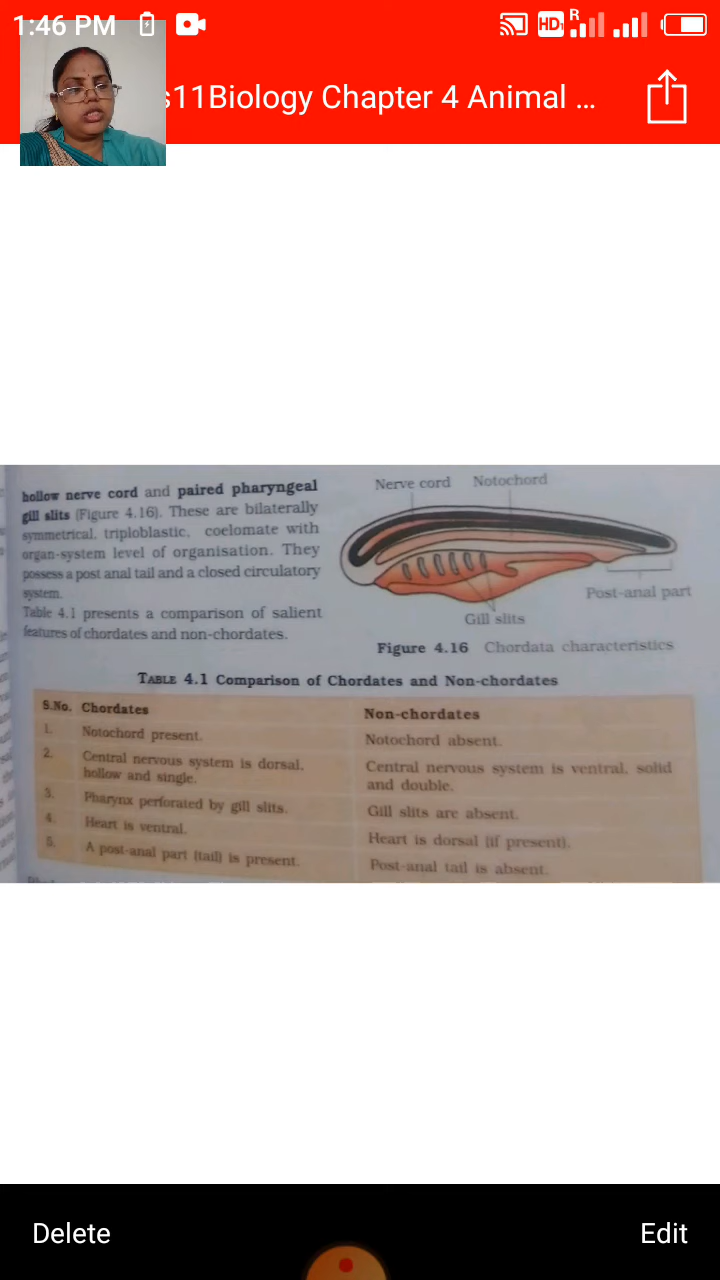 1:46 PM
HD
R
s11Biology Chapter 4 Animal ...
hollow nerve cord and paired pharyngeal
gill slits (Figure 4.16). These are bilaterally
symmetrical, triploblastic, coelomate with
organ-system level of organisation. They
possess a post anal tail and a closed circulatory
system.
Table 4.1 presents a comparison of salient
features of chordates and non-chordates.
Nerve cord Notochord
Post-anal part
Gill slits
Figure 4.16 Chordata characteristics
TABLE 4.1 Comparison of Chordates and Non-chordates
S.No. Chordates Non-chordates
1. Notochord present. Notochord absent.
2. Central nervous system is dorsal, Central nervous system is ventral, solid
hollow and single. and double.
3. Pharynx perforated by gill slits. Gill slits are absent.
4. Heart is ventral. Heart is dorsal (if present).
5. A post-anal part (tail) is present. Post-anal tail is absent.
Delete
Edit